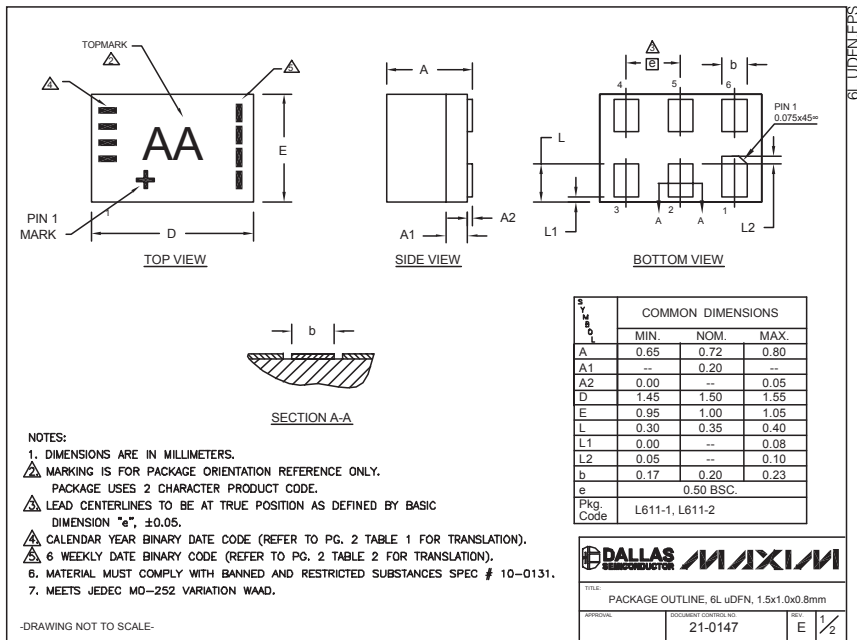 6L UDFN.EPS
TOPMARK
2
4
5
AA
E
PIN 1
MARK
1
D
TOP VIEW
A
A1
A2
SIDE VIEW
3
e
b
4
5
6
PIN 1
0.075x45∞
L
L1
L2
3
2
1
A
A
BOTTOM VIEW
b
SECTION A-A
SYMBOL
COMMON DIMENSIONS
MIN. NOM. MAX.
A 0.65 0.72 0.80
A1 -- 0.20 --
A2 0.00 -- 0.05
D 1.45 1.50 1.55
E 0.95 1.00 1.05
L 0.30 0.35 0.40
L1 0.00 -- 0.08
L2 0.05 -- 0.10
b 0.17 0.20 0.23
e 0.50 BSC.
Pkg. Code L611-1, L611-2
NOTES:
1. DIMENSIONS ARE IN MILLIMETERS.
2. MARKING IS FOR PACKAGE ORIENTATION REFERENCE ONLY.
PACKAGE USES 2 CHARACTER PRODUCT CODE.
3. LEAD CENTERLINES TO BE AT TRUE POSITION AS DEFINED BY BASIC
DIMENSION "e", ±0.05.
4. CALENDAR YEAR BINARY DATE CODE (REFER TO PG. 2 TABLE 1 FOR TRANSLATION).
5. 6 WEEKLY DATE BINARY CODE (REFER TO PG. 2 TABLE 2 FOR TRANSLATION).
6. MATERIAL MUST COMPLY WITH BANNED AND RESTRICTED SUBSTANCES SPEC # 10-0131.
7. MEETS JEDEC MO-252 VARIATION WAAD.
-DRAWING NOT TO SCALE-
DALLAS SEMICONDUCTOR MAXIM
TITLE:
PACKAGE OUTLINE, 6L uDFN, 1.5x1.0x0.8mm
APPROVAL
DOCUMENT CONTROL NO.
21-0147
REV.
E
1/2